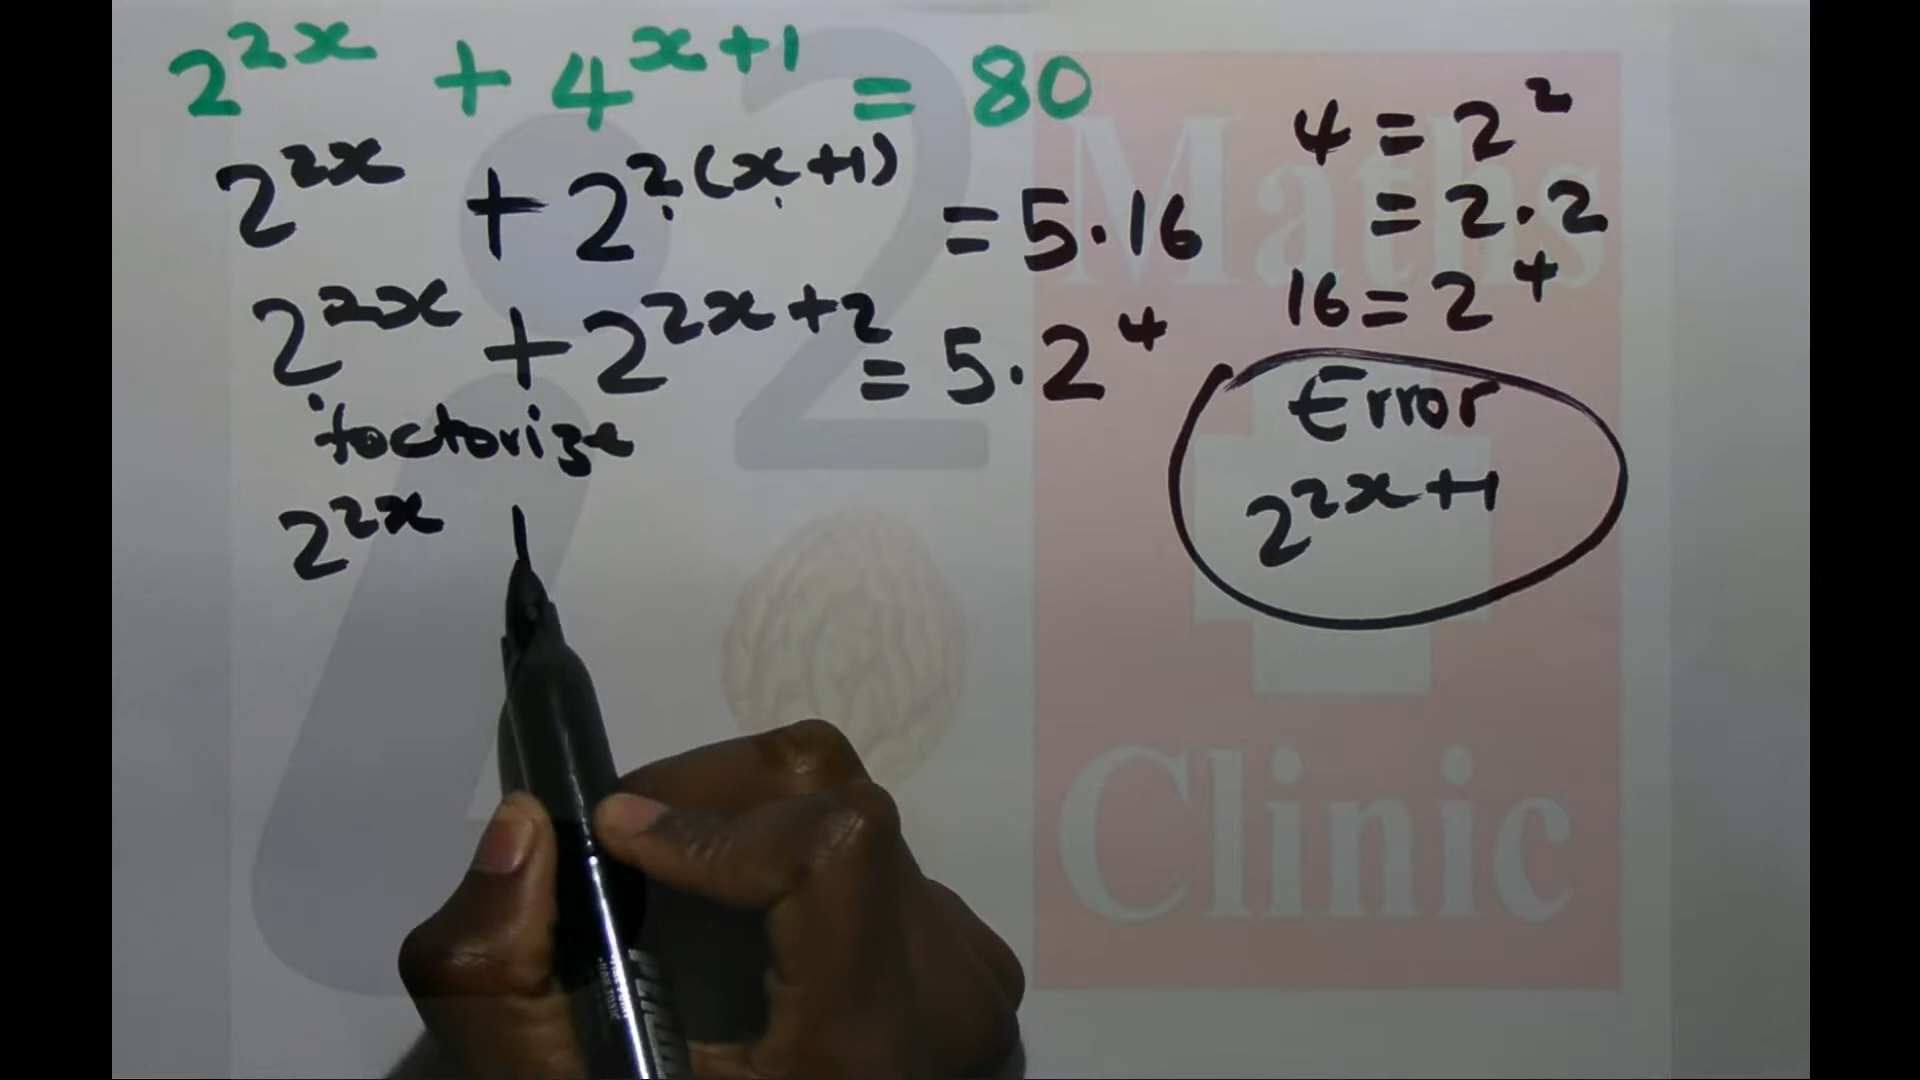 2^{2x} + 4^{x+1} = 80
2^{2x} + 2^{2(x+1)} = 5·16
2^{2x} + 2^{2x+2} = 5·2^4
factorize
2^{2x}
4 = 2^2
= 2·2
16 = 2^4
Error
2^{2x+1}
Maths
Clinic